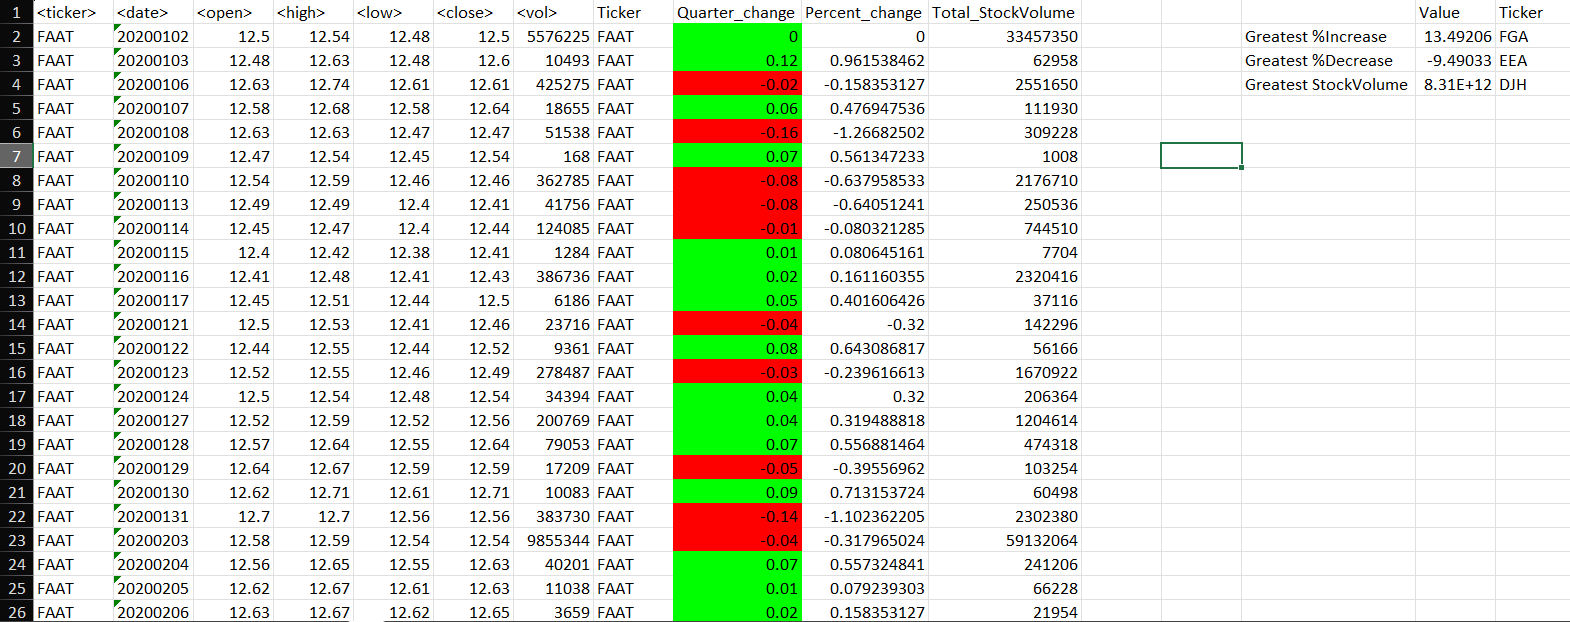 1 <ticker> <date> <open> <high> <low> <close> <vol> Ticker Quarter_change Percent_change Total_StockVolume Value Ticker
2 FAAT 20200102 12.5 12.54 12.48 12.5 5576225 FAAT 0 0 33457350 Greatest %Increase 13.49206 FGA
3 FAAT 20200103 12.48 12.63 12.48 12.6 10493 FAAT 0.12 0.961538462 62958 Greatest %Decrease -9.49033 EEA
4 FAAT 20200106 12.63 12.74 12.61 12.61 425275 FAAT -0.02 -0.158353127 2551650 Greatest StockVolume 8.31E+12 DJH
5 FAAT 20200107 12.58 12.68 12.58 12.64 18655 FAAT 0.06 0.476947536 111930
6 FAAT 20200108 12.63 12.63 12.47 12.47 51538 FAAT -0.16 -1.26682502 309228
7 FAAT 20200109 12.47 12.54 12.45 12.54 168 FAAT 0.07 0.561347233 1008
8 FAAT 20200110 12.54 12.59 12.46 12.46 362785 FAAT -0.08 -0.637958533 2176710
9 FAAT 20200113 12.49 12.49 12.4 12.41 41756 FAAT -0.08 -0.64051241 250536
10 FAAT 20200114 12.45 12.47 12.4 12.44 124085 FAAT -0.01 -0.080321285 744510
11 FAAT 20200115 12.4 12.42 12.38 12.41 1284 FAAT 0.01 0.080645161 7704
12 FAAT 20200116 12.41 12.48 12.41 12.43 386736 FAAT 0.02 0.161160355 2320416
13 FAAT 20200117 12.45 12.51 12.44 12.5 6186 FAAT 0.05 0.401606426 37116
14 FAAT 20200121 12.5 12.53 12.41 12.46 23716 FAAT -0.04 -0.32 142296
15 FAAT 20200122 12.44 12.55 12.44 12.52 9361 FAAT 0.08 0.643086817 56166
16 FAAT 20200123 12.52 12.55 12.46 12.49 278487 FAAT -0.03 -0.239616613 1670922
17 FAAT 20200124 12.5 12.54 12.48 12.54 34394 FAAT 0.04 0.32 206364
18 FAAT 20200127 12.52 12.59 12.52 12.56 200769 FAAT 0.04 0.319488818 1204614
19 FAAT 20200128 12.57 12.64 12.55 12.64 79053 FAAT 0.07 0.556881464 474318
20 FAAT 20200129 12.64 12.67 12.59 12.59 17209 FAAT -0.05 -0.39556962 103254
21 FAAT 20200130 12.62 12.71 12.61 12.71 10083 FAAT 0.09 0.713153724 60498
22 FAAT 20200131 12.7 12.7 12.56 12.56 383730 FAAT -0.14 -1.102362205 2302380
23 FAAT 20200203 12.58 12.59 12.54 12.54 9855344 FAAT -0.04 -0.317965024 59132064
24 FAAT 20200204 12.56 12.65 12.55 12.63 40201 FAAT 0.07 0.557324841 241206
25 FAAT 20200205 12.62 12.67 12.61 12.63 11038 FAAT 0.01 0.079239303 66228
26 FAAT 20200206 12.63 12.67 12.62 12.65 3659 FAAT 0.02 0.158353127 21954